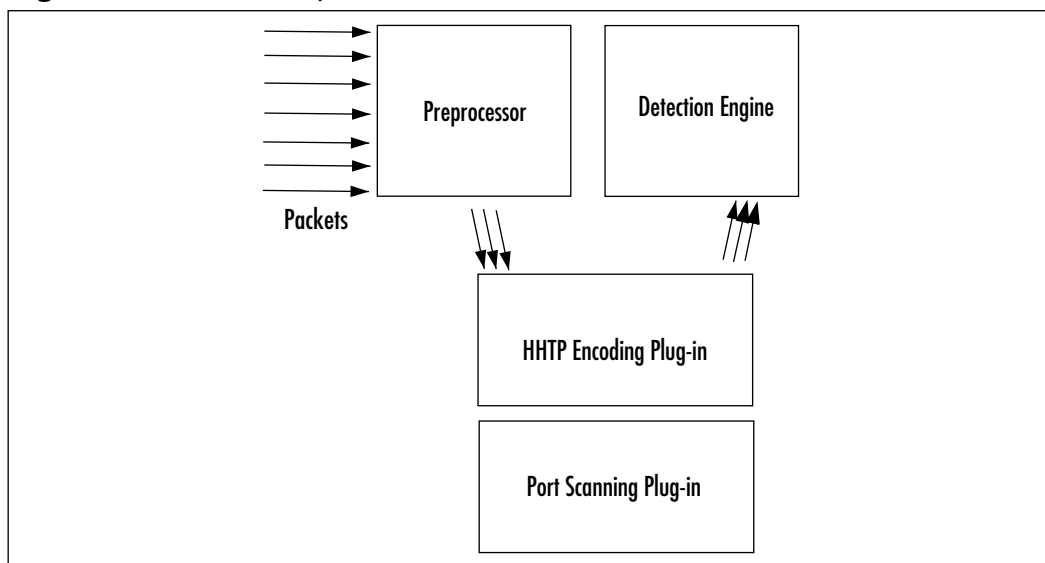 Preprocessor
Detection Engine
Packets
HHTP Encoding Plug-in
Port Scanning Plug-in